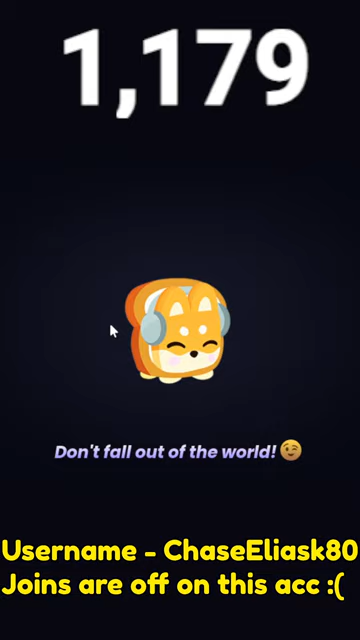 1,179
Don't fall out of the world! 😉
Username - ChaseEliask80
Joins are off on this acc :(